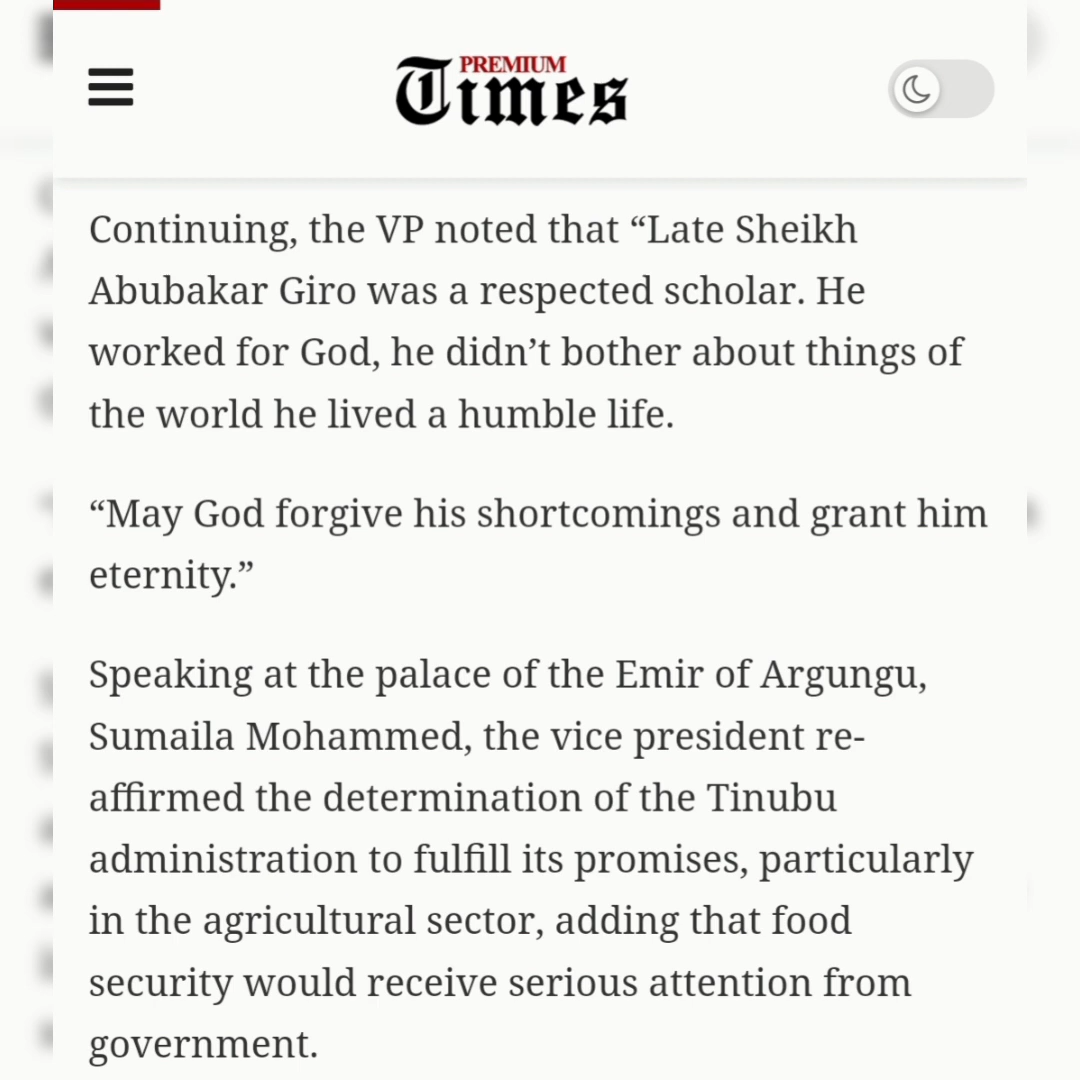 PREMIUM
Times
Continuing, the VP noted that “Late Sheikh
Abubakar Giro was a respected scholar. He
worked for God, he didn’t bother about things of
the world he lived a humble life.
“May God forgive his shortcomings and grant him
eternity.”
Speaking at the palace of the Emir of Argungu,
Sumaila Mohammed, the vice president re-
affirmed the determination of the Tinubu
administration to fulfill its promises, particularly
in the agricultural sector, adding that food
security would receive serious attention from
government.